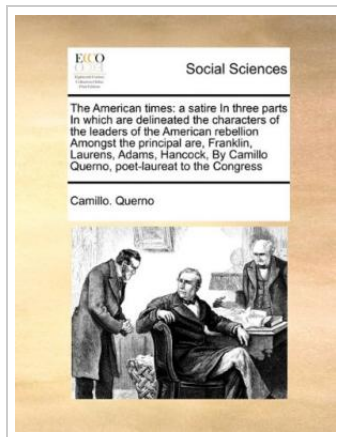 ECCO
Social Sciences
The American times: a satire In three parts
In which are delineated the characters of
the leaders of the American rebellion
Amongst the principal are, Franklin,
Laurens, Adams, Hancock, By Camillo
Querno, poet-laureat to the Congress
Camillo. Querno